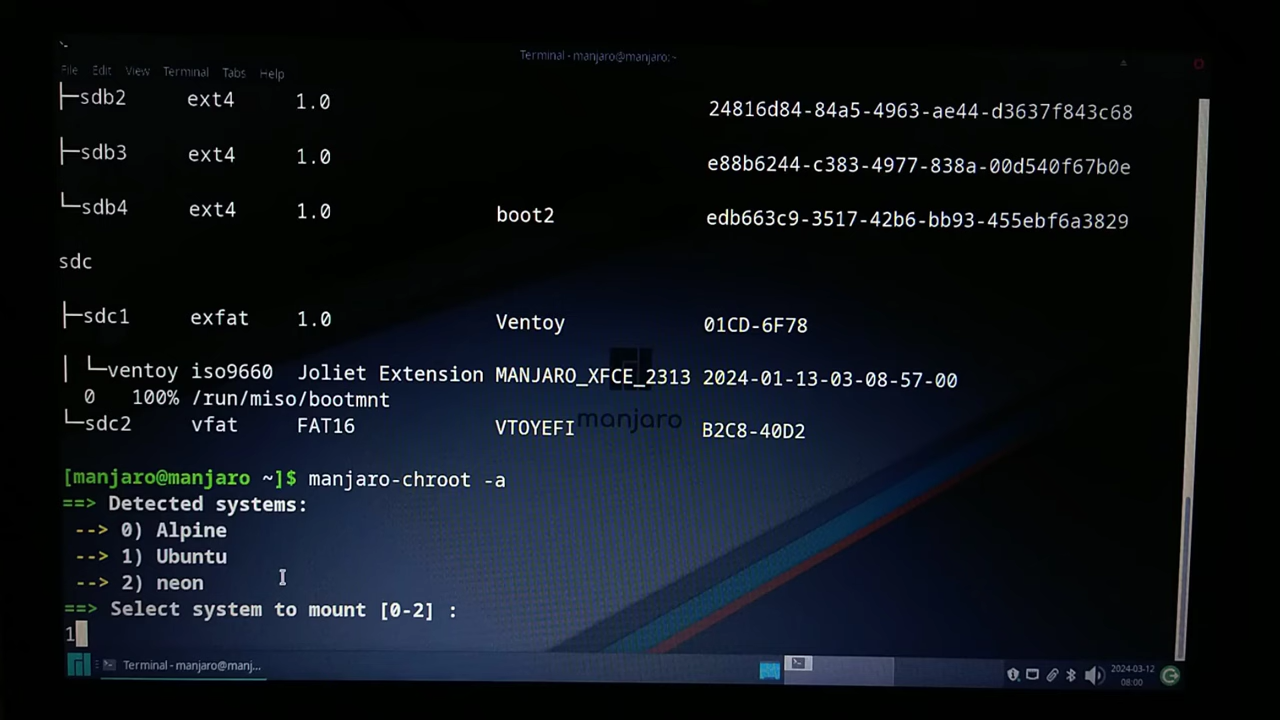 Terminal - manjaro@manjaro:~
File Edit View Terminal Tabs Help
├─sdb2 ext4 1.0 24816d84-84a5-4963-ae44-d3637f843c68
├─sdb3 ext4 1.0 e88b6244-c383-4977-838a-00d540f67b0e
└─sdb4 ext4 1.0 boot2 edb663c9-3517-42b6-bb93-455ebf6a3829
sdc
├─sdc1 exfat 1.0 Ventoy 01CD-6F78
│ └─ventoy iso9660 Joliet Extension MANJARO_XFCE_2313 2024-01-13-03-08-57-00
0 100% /run/miso/bootmnt
└─sdc2 vfat FAT16 VTOYEFI B2C8-40D2
manjaro
[manjaro@manjaro ~]$ manjaro-chroot -a
==> Detected systems:
--> 0) Alpine
--> 1) Ubuntu
--> 2) neon
==> Select system to mount [0-2] :
1
Terminal - manjaro@manj...
2024-03-12
08:00